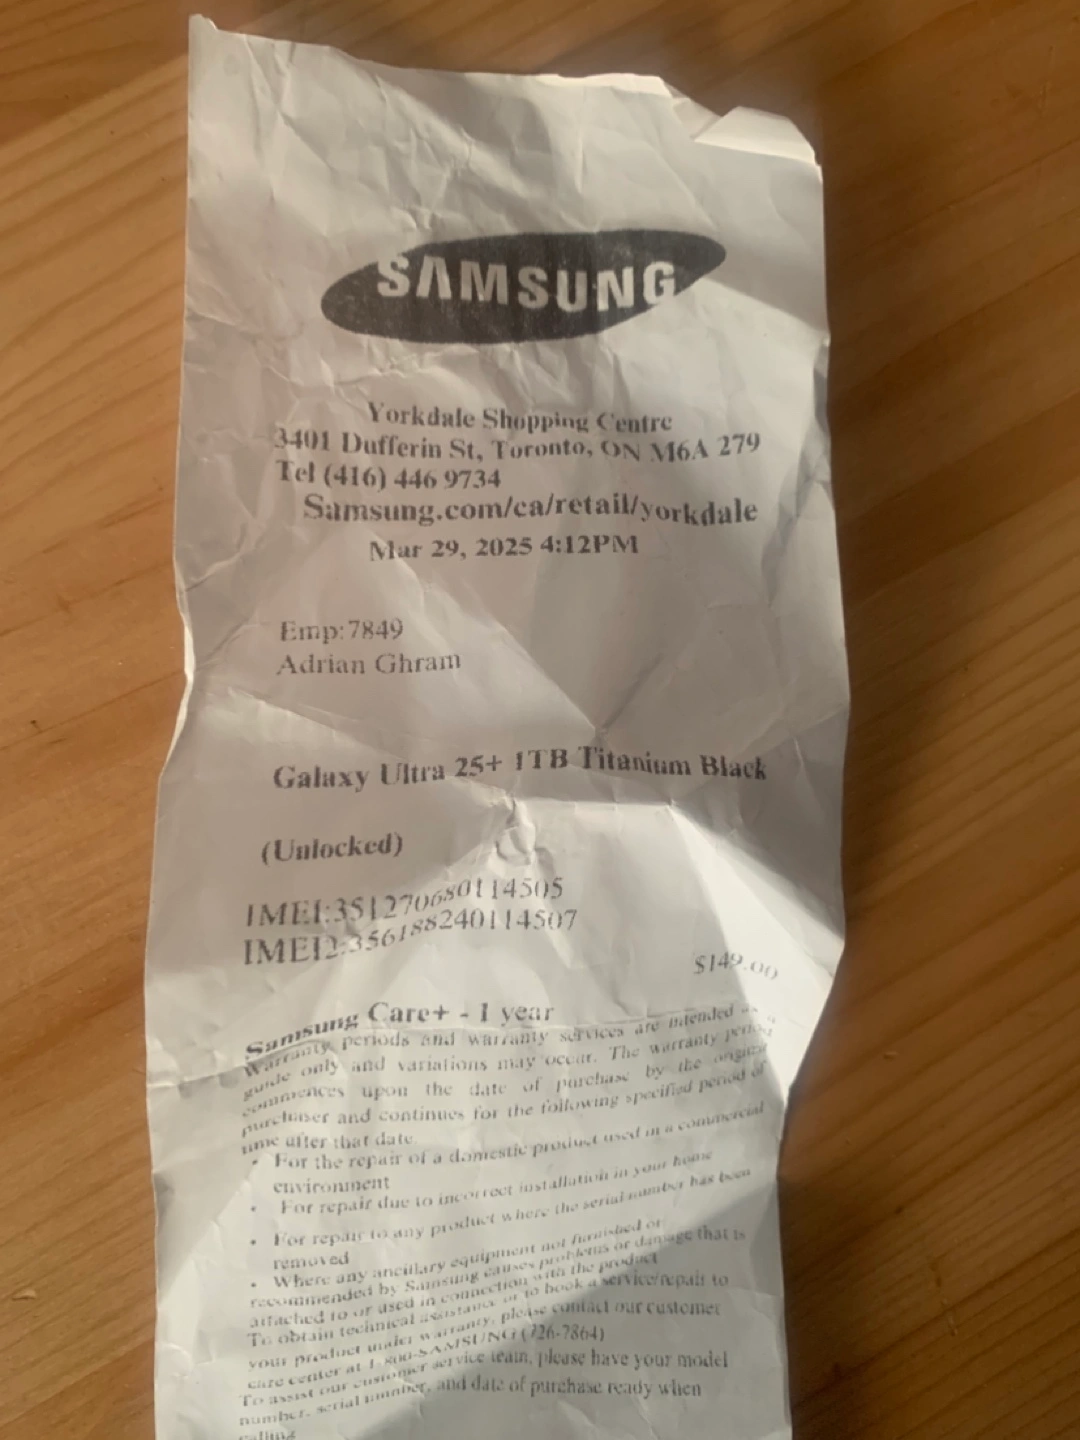 SAMSUNG
Yorkdale Shopping Centre
3401 Dufferin St, Toronto, ON M6A 279
Tel (416) 446 9734
Samsung.com/ca/retail/yorkdale
Mar 29, 2025 4:12PM
Emp:7849
Adrian Ghram
Galaxy Ultra 25+ 1TB Titanium Black
(Unlocked)
IMEI:351270680114505
IMEI2:356188240114507
$149.00
Samsung Care+ - 1 year
Warranty periods and warranty services are intended as a
guide only and variations may occur. The warranty period
commences upon the date of purchase by the original
purchaser and continues for the following specified period of
time after that date.
• For the repair of a domestic product used in a commercial
environment
• For repair due to incorrect installation in your home
• For repair to any product where the serial number has been
removed
• Where any ancillary equipment not furnished or
recommended by Samsung causes problems or damage that is
attached to or used in connection with the product
To obtain technical assistance or to book a service/repair to
your product under warranty, please contact our customer
care center at 1-800-SAMSUNG (726-7864)
To assist our customer service team, please have your model
number, serial number, and date of purchase ready when
calling